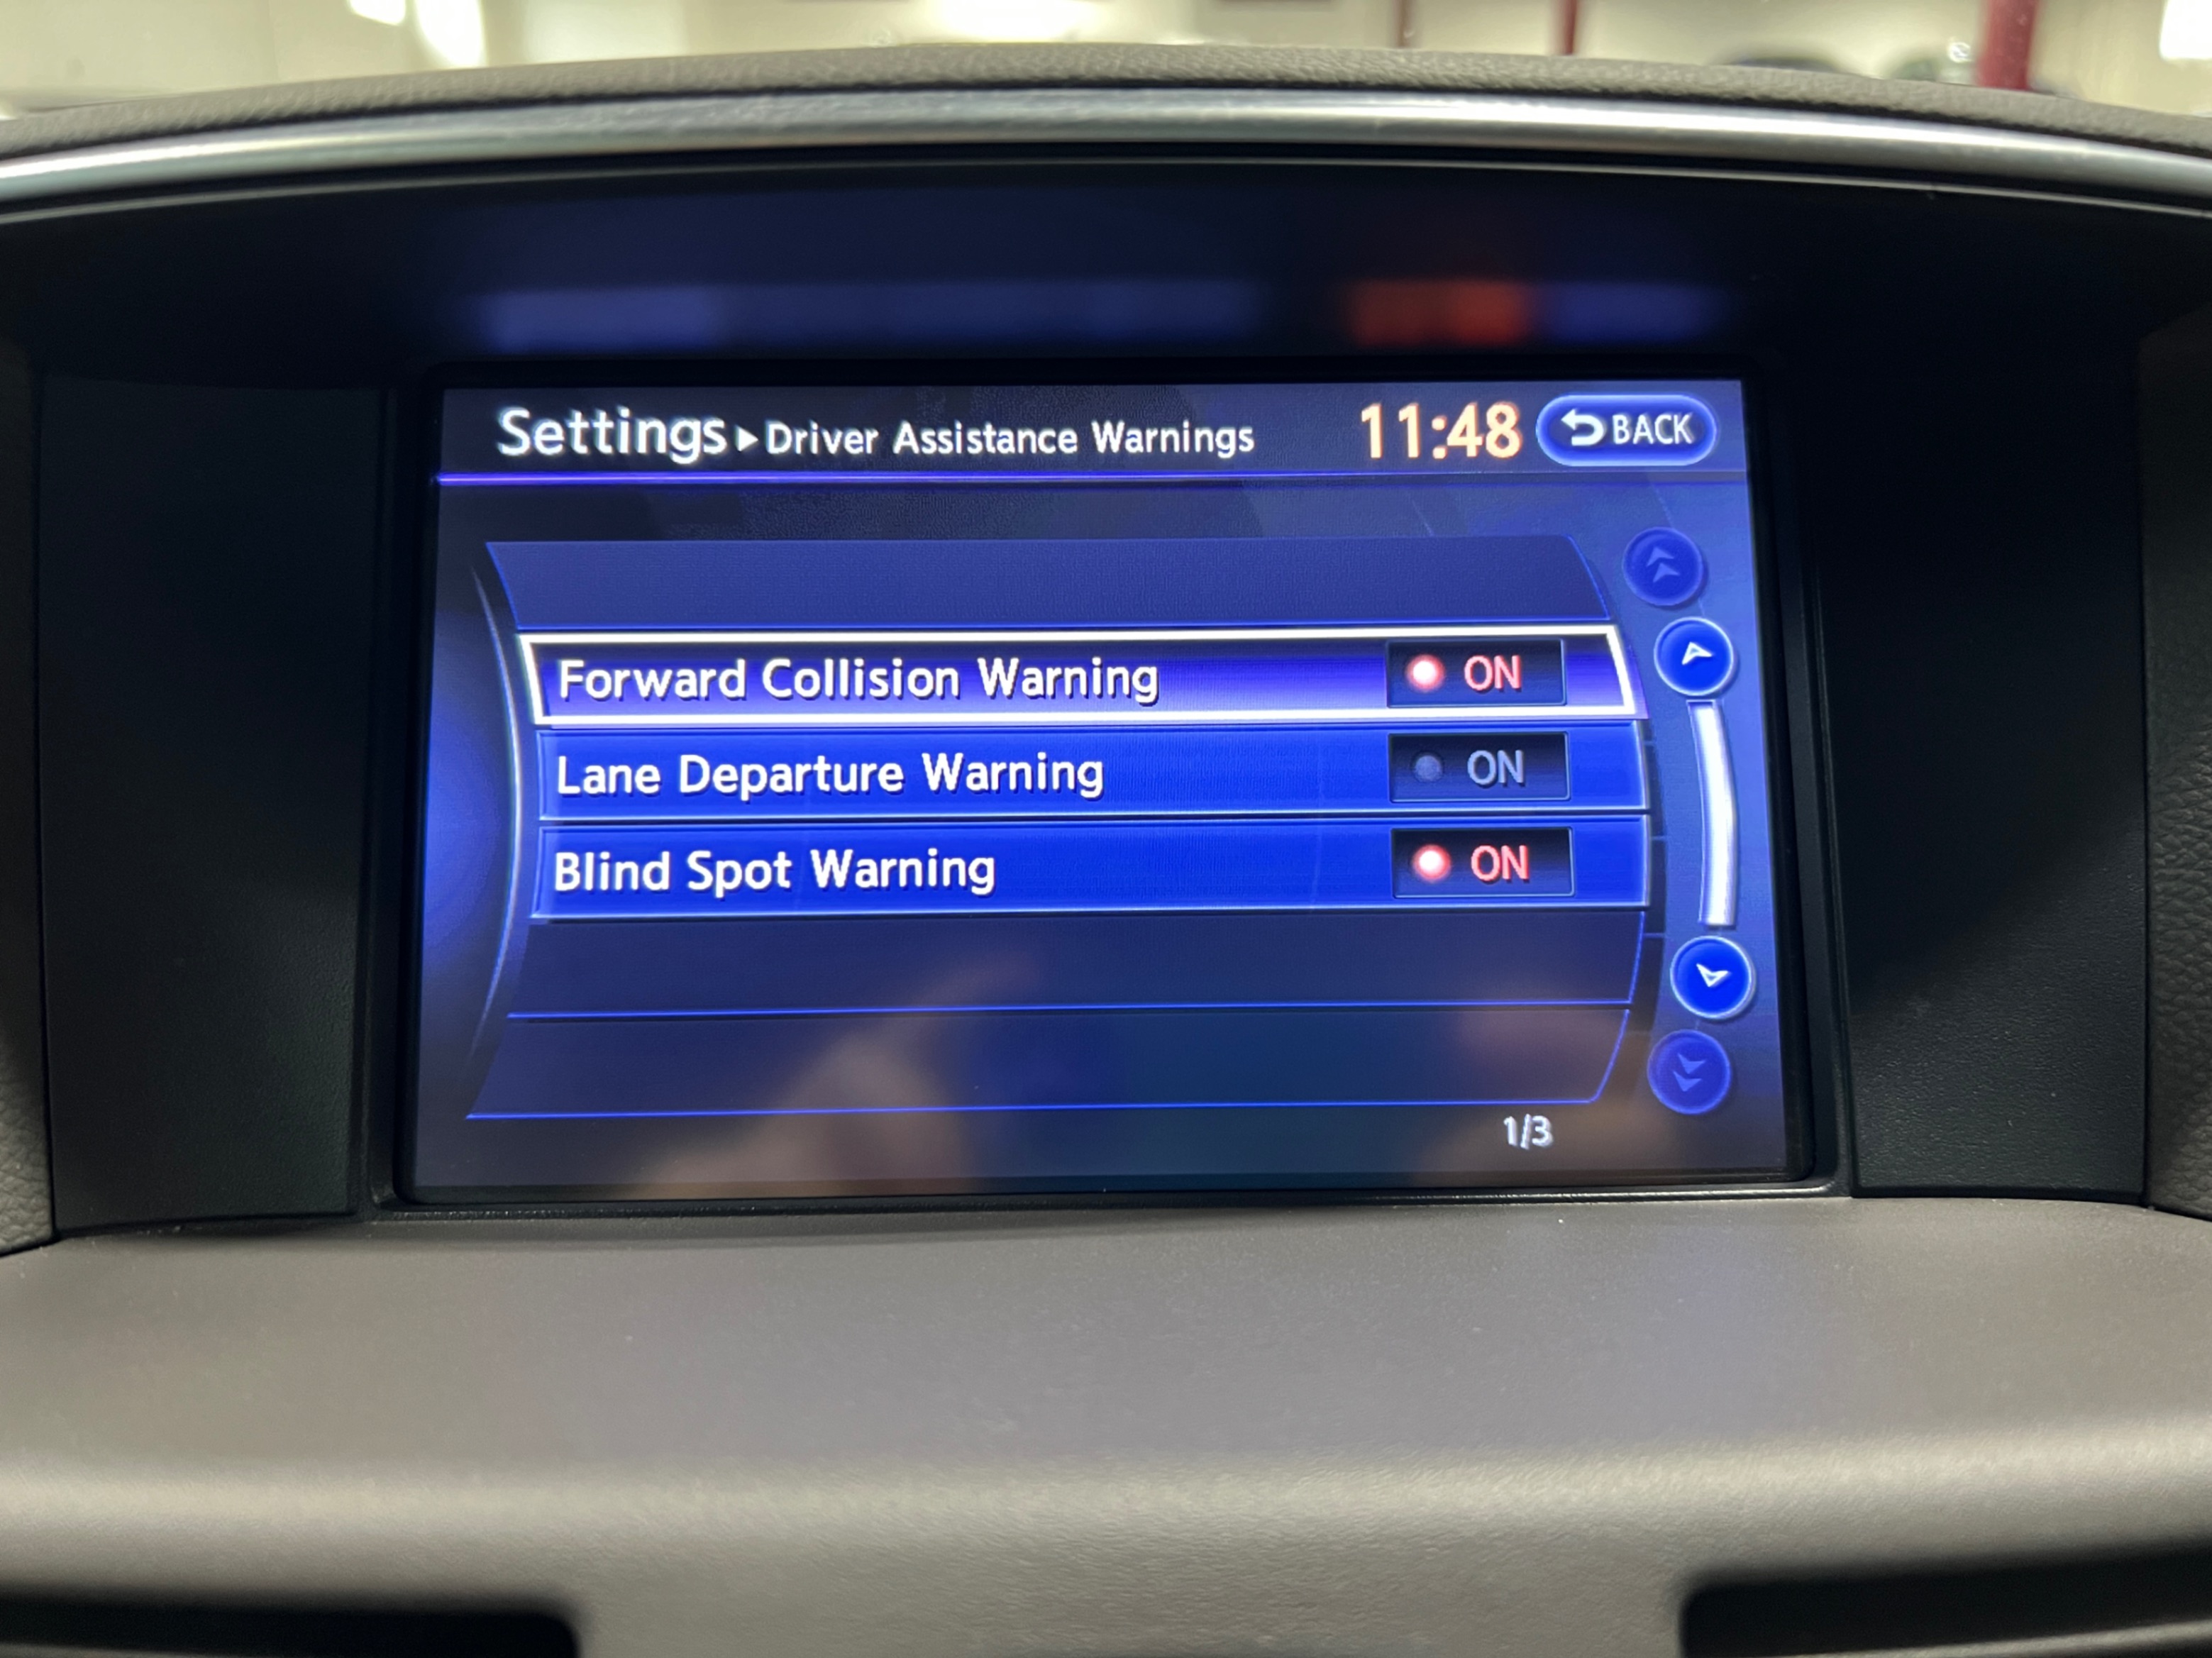 Settings ▶ Driver Assistance Warnings 11:48 BACK
Forward Collision Warning ON
Lane Departure Warning ON
Blind Spot Warning ON
1/3